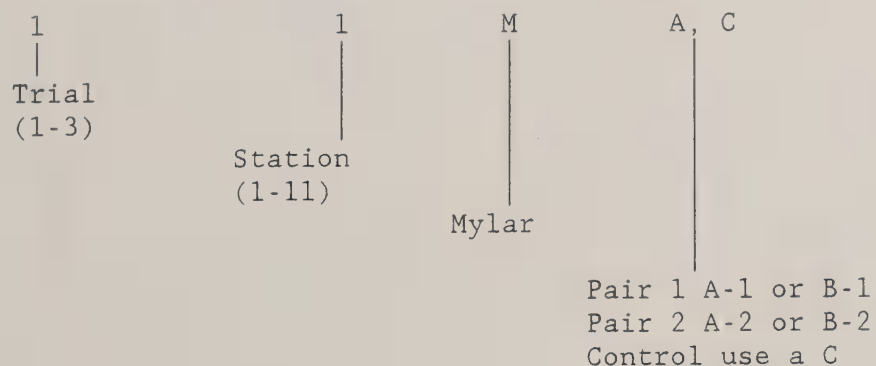 1 1 M A, C
Trial
(1-3)
Station
(1-11)
Mylar
Pair 1 A-1 or B-1
Pair 2 A-2 or B-2
Control use a C